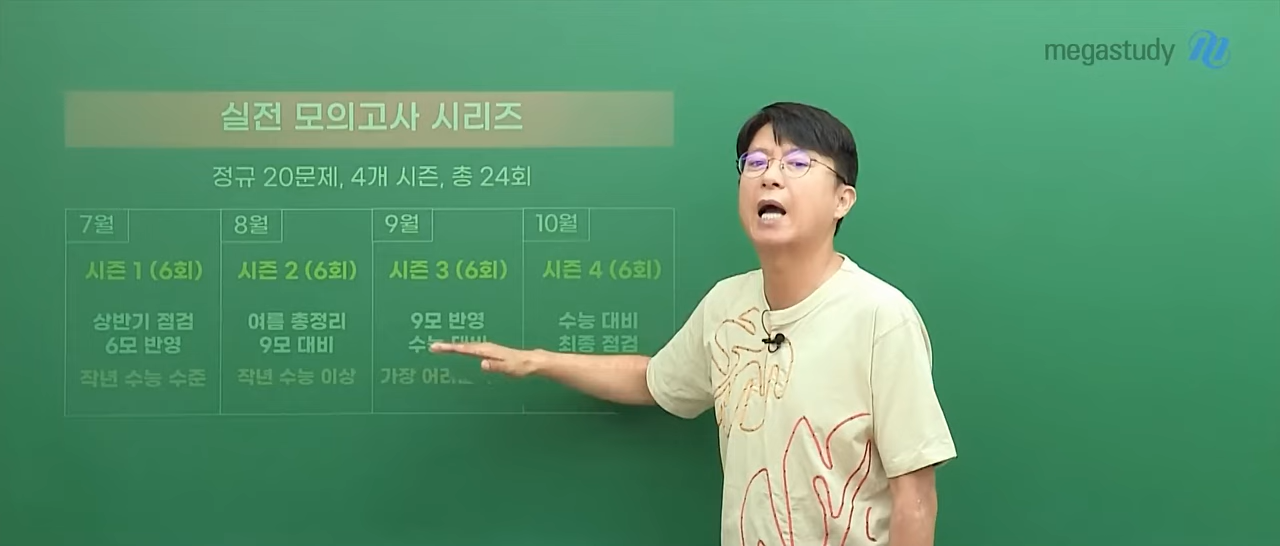 megastudy
실전 모의고사 시리즈
정규 20문제, 4개 시즌, 총 24회
7월
시즌 1 (6회)
상반기 점검
6모 반영
작년 수능 수준
8월
시즌 2 (6회)
여름 총정리
9모 대비
작년 수능 이상
9월
시즌 3 (6회)
9모 반영
수능 대비
가장
10월
시즌 4 (6회)
수능 대비
최종 점검